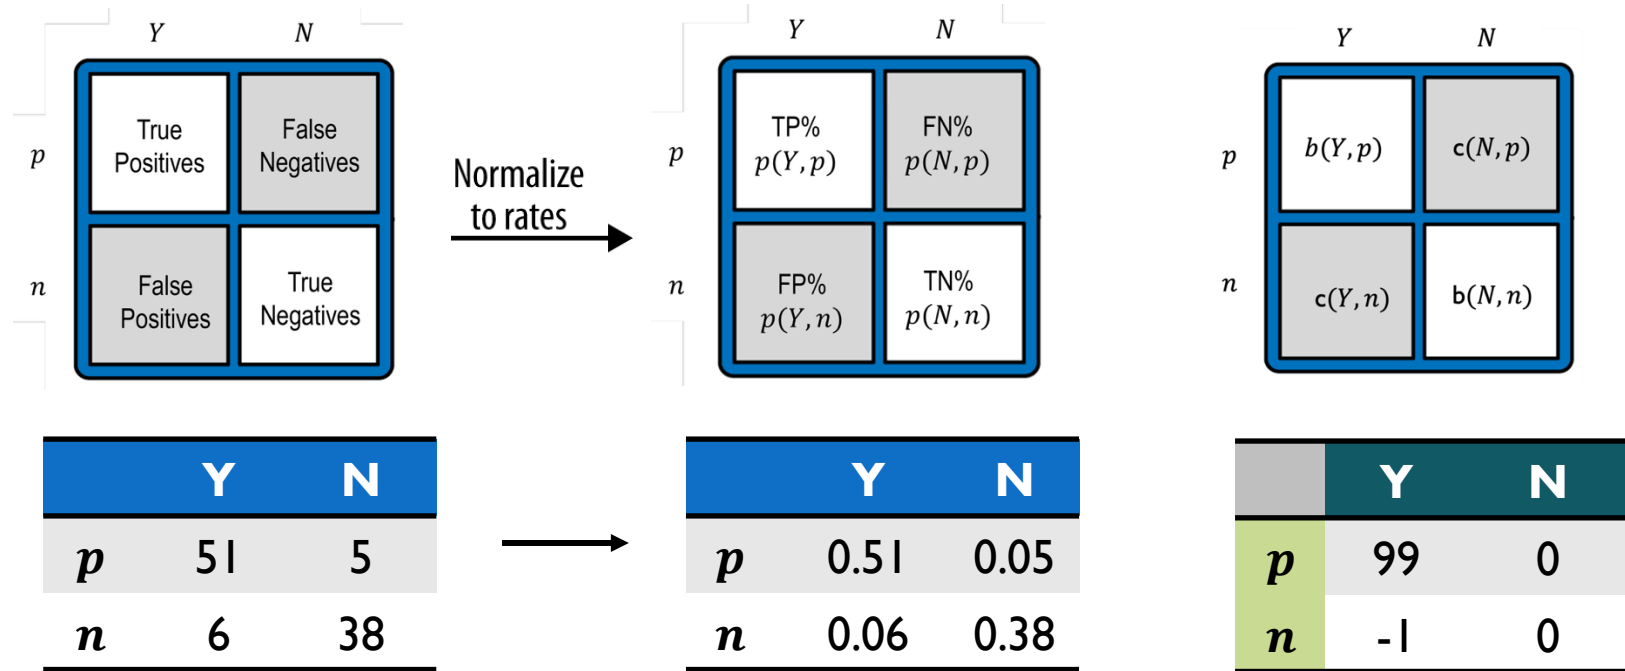 Y N
p True Positives False Negatives
n False Positives True Negatives
Normalize
to rates
Y N
p TP% p(Y, p) FN% p(N, p)
n FP% p(Y, n) TN% p(N, n)
Y N
p b(Y, p) c(N, p)
n c(Y, n) b(N, n)
Y N
p 51 5
n 6 38
Y N
p 0.51 0.05
n 0.06 0.38
Y N
p 99 0
n -1 0